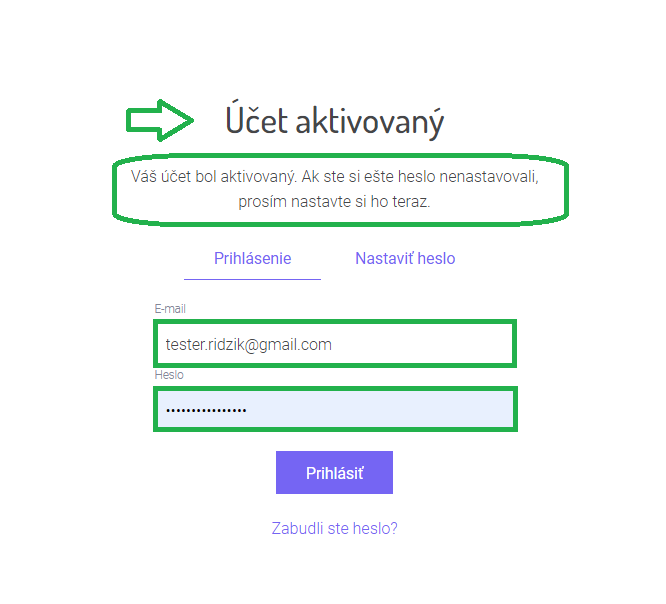 Účet aktivovaný
Váš účet bol aktivovaný. Ak ste si ešte heslo nenastavovali,
prosím nastavte si ho teraz.
Prihlásenie Nastaviť heslo
E-mail
tester.ridzik@gmail.com
Heslo
••••••••••••••••
Prihlásiť
Zabudli ste heslo?